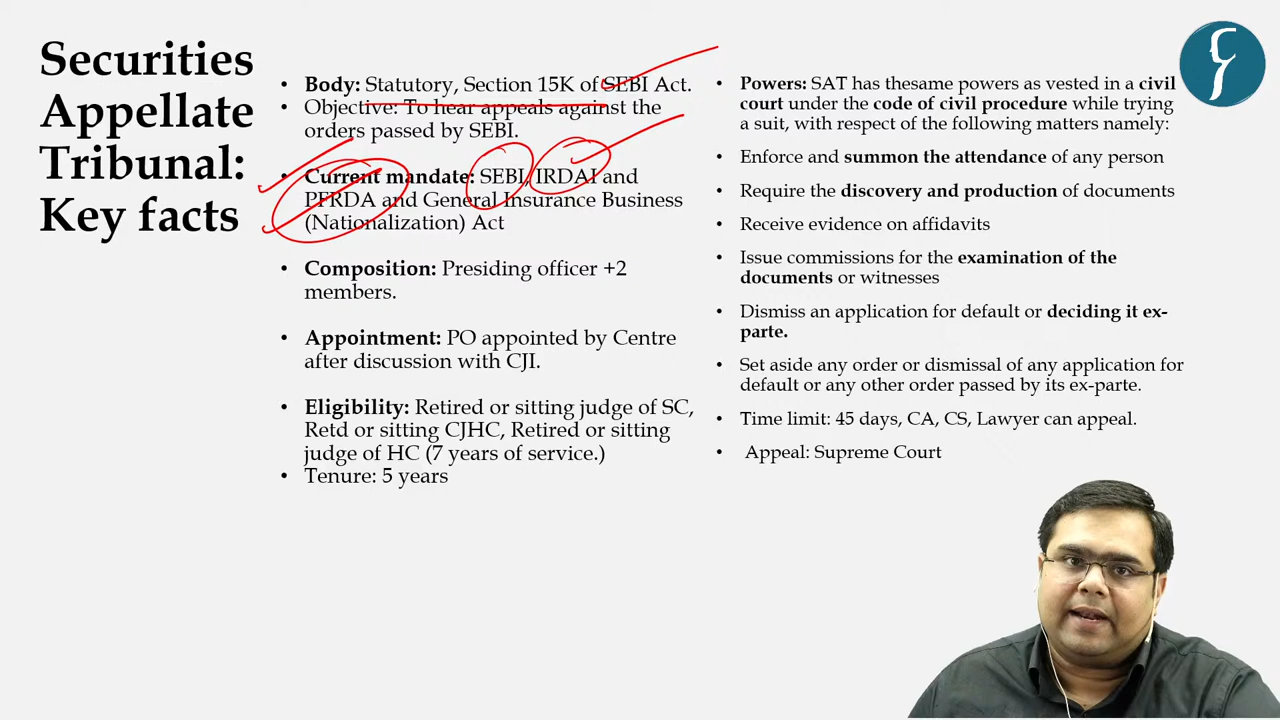 Securities
Appellate
Tribunal:
Key facts
• Body: Statutory, Section 15K of SEBI Act.
• Objective: To hear appeals against the
orders passed by SEBI.
• Current mandate: SEBI, IRDAI and
PFRDA and General Insurance Business
(Nationalization) Act
• Composition: Presiding officer +2
members.
• Appointment: PO appointed by Centre
after discussion with CJI.
• Eligibility: Retired or sitting judge of SC,
Retd or sitting CJHC, Retired or sitting
judge of HC (7 years of service.)
• Tenure: 5 years
• Powers: SAT has thesame powers as vested in a civil
court under the code of civil procedure while trying
a suit, with respect of the following matters namely:
• Enforce and summon the attendance of any person
• Require the discovery and production of documents
• Receive evidence on affidavits
• Issue commissions for the examination of the
documents or witnesses
• Dismiss an application for default or deciding it ex-
parte.
• Set aside any order or dismissal of any application for
default or any other order passed by its ex-parte.
• Time limit: 45 days, CA, CS, Lawyer can appeal.
• Appeal: Supreme Court